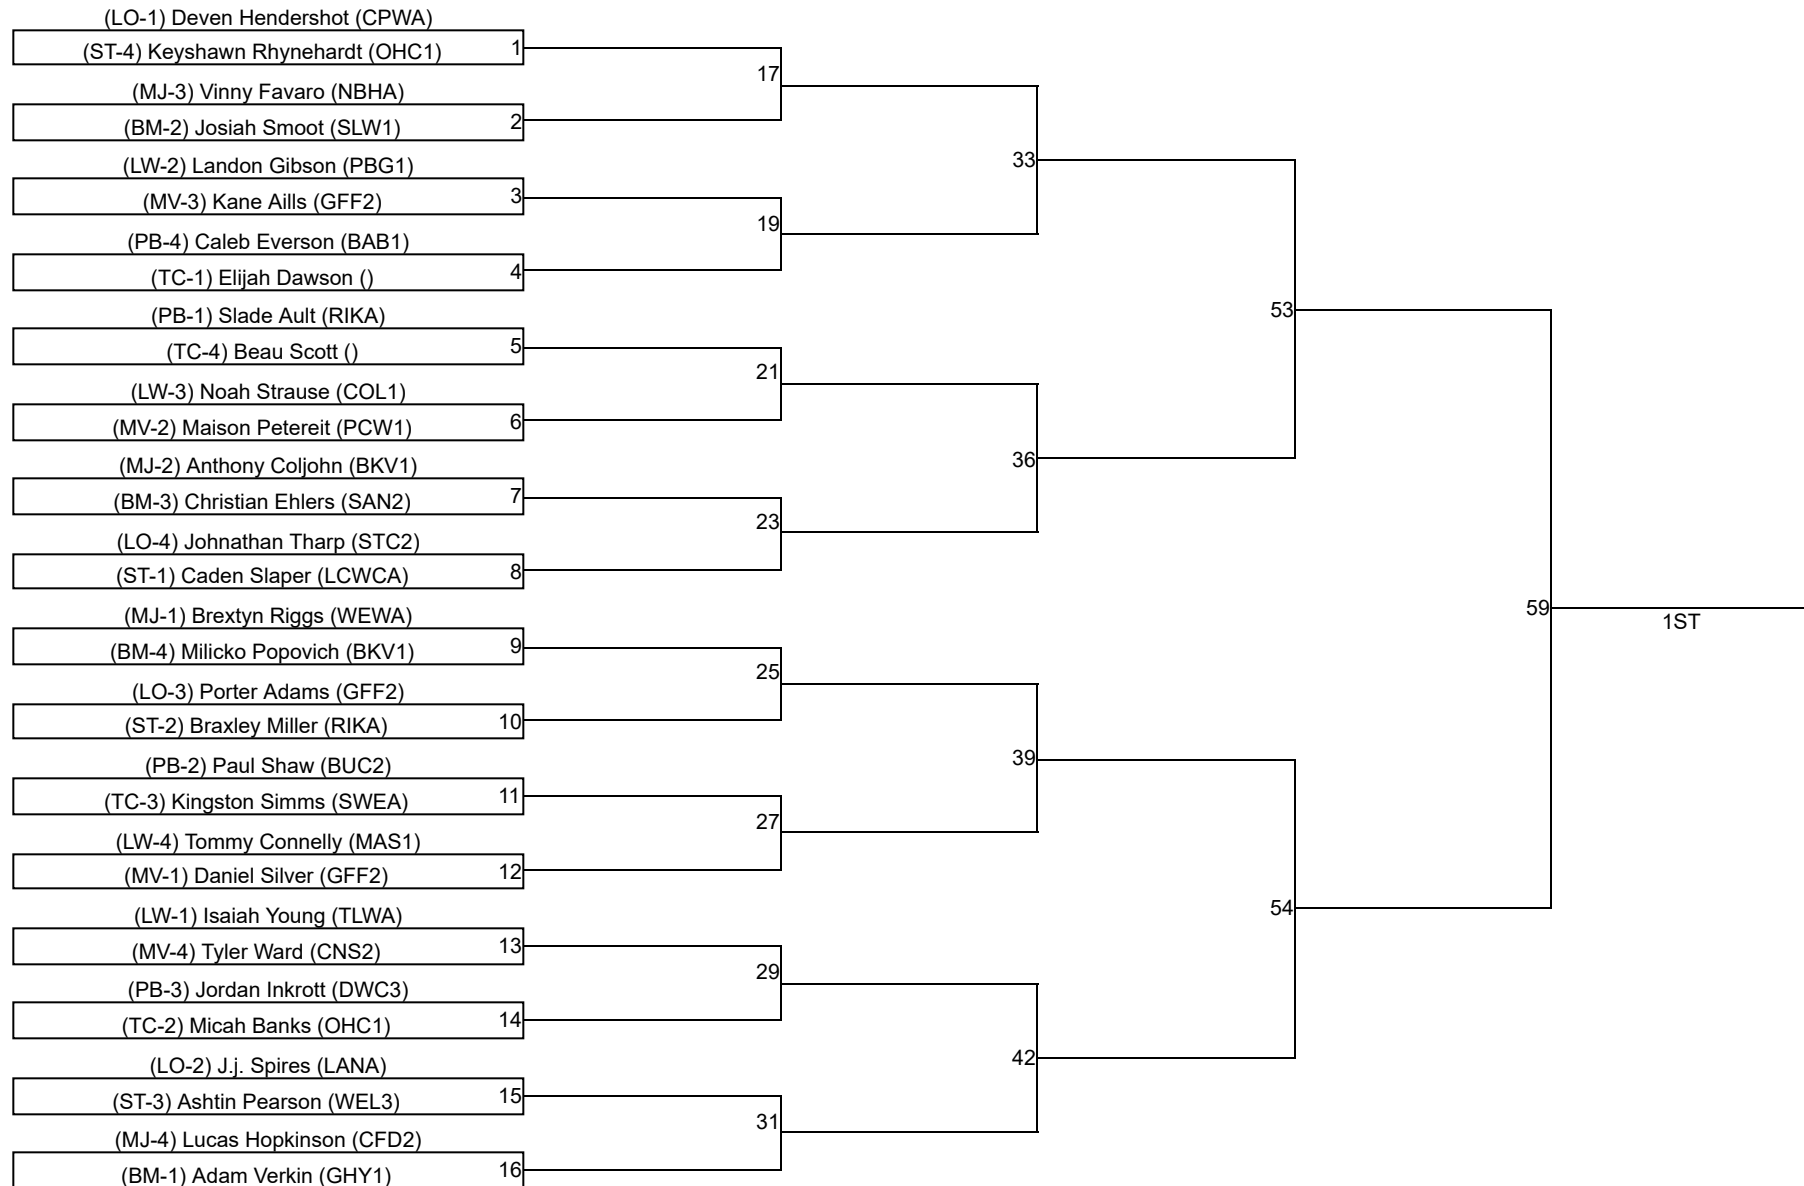 (LO-1) Deven Hendershot (CPWA)
(ST-4) Keyshawn Rhynehardt (OHC1)
1
17
(MJ-3) Vinny Favaro (NBHA)
(BM-2) Josiah Smoot (SLW1)
2
33
(LW-2) Landon Gibson (PBG1)
(MV-3) Kane Aills (GFF2)
3
19
(PB-4) Caleb Everson (BAB1)
(TC-1) Elijah Dawson ()
4
53
(PB-1) Slade Ault (RIKA)
(TC-4) Beau Scott ()
5
21
(LW-3) Noah Strause (COL1)
(MV-2) Maison Petereit (PCW1)
6
36
(MJ-2) Anthony Coljohn (BKV1)
(BM-3) Christian Ehlers (SAN2)
7
23
(LO-4) Johnathan Tharp (STC2)
(ST-1) Caden Slaper (LCWCA)
8
59
1ST
(MJ-1) Brextyn Riggs (WEWA)
(BM-4) Milicko Popovich (BKV1)
9
25
(LO-3) Porter Adams (GFF2)
(ST-2) Braxley Miller (RIKA)
10
39
(PB-2) Paul Shaw (BUC2)
(TC-3) Kingston Simms (SWEA)
11
27
(LW-4) Tommy Connelly (MAS1)
(MV-1) Daniel Silver (GFF2)
12
54
(LW-1) Isaiah Young (TLWA)
(MV-4) Tyler Ward (CNS2)
13
29
(PB-3) Jordan Inkrott (DWC3)
(TC-2) Micah Banks (OHC1)
14
42
(LO-2) J.j. Spires (LANA)
(ST-3) Ashtin Pearson (WEL3)
15
31
(MJ-4) Lucas Hopkinson (CFD2)
(BM-1) Adam Verkin (GHY1)
16